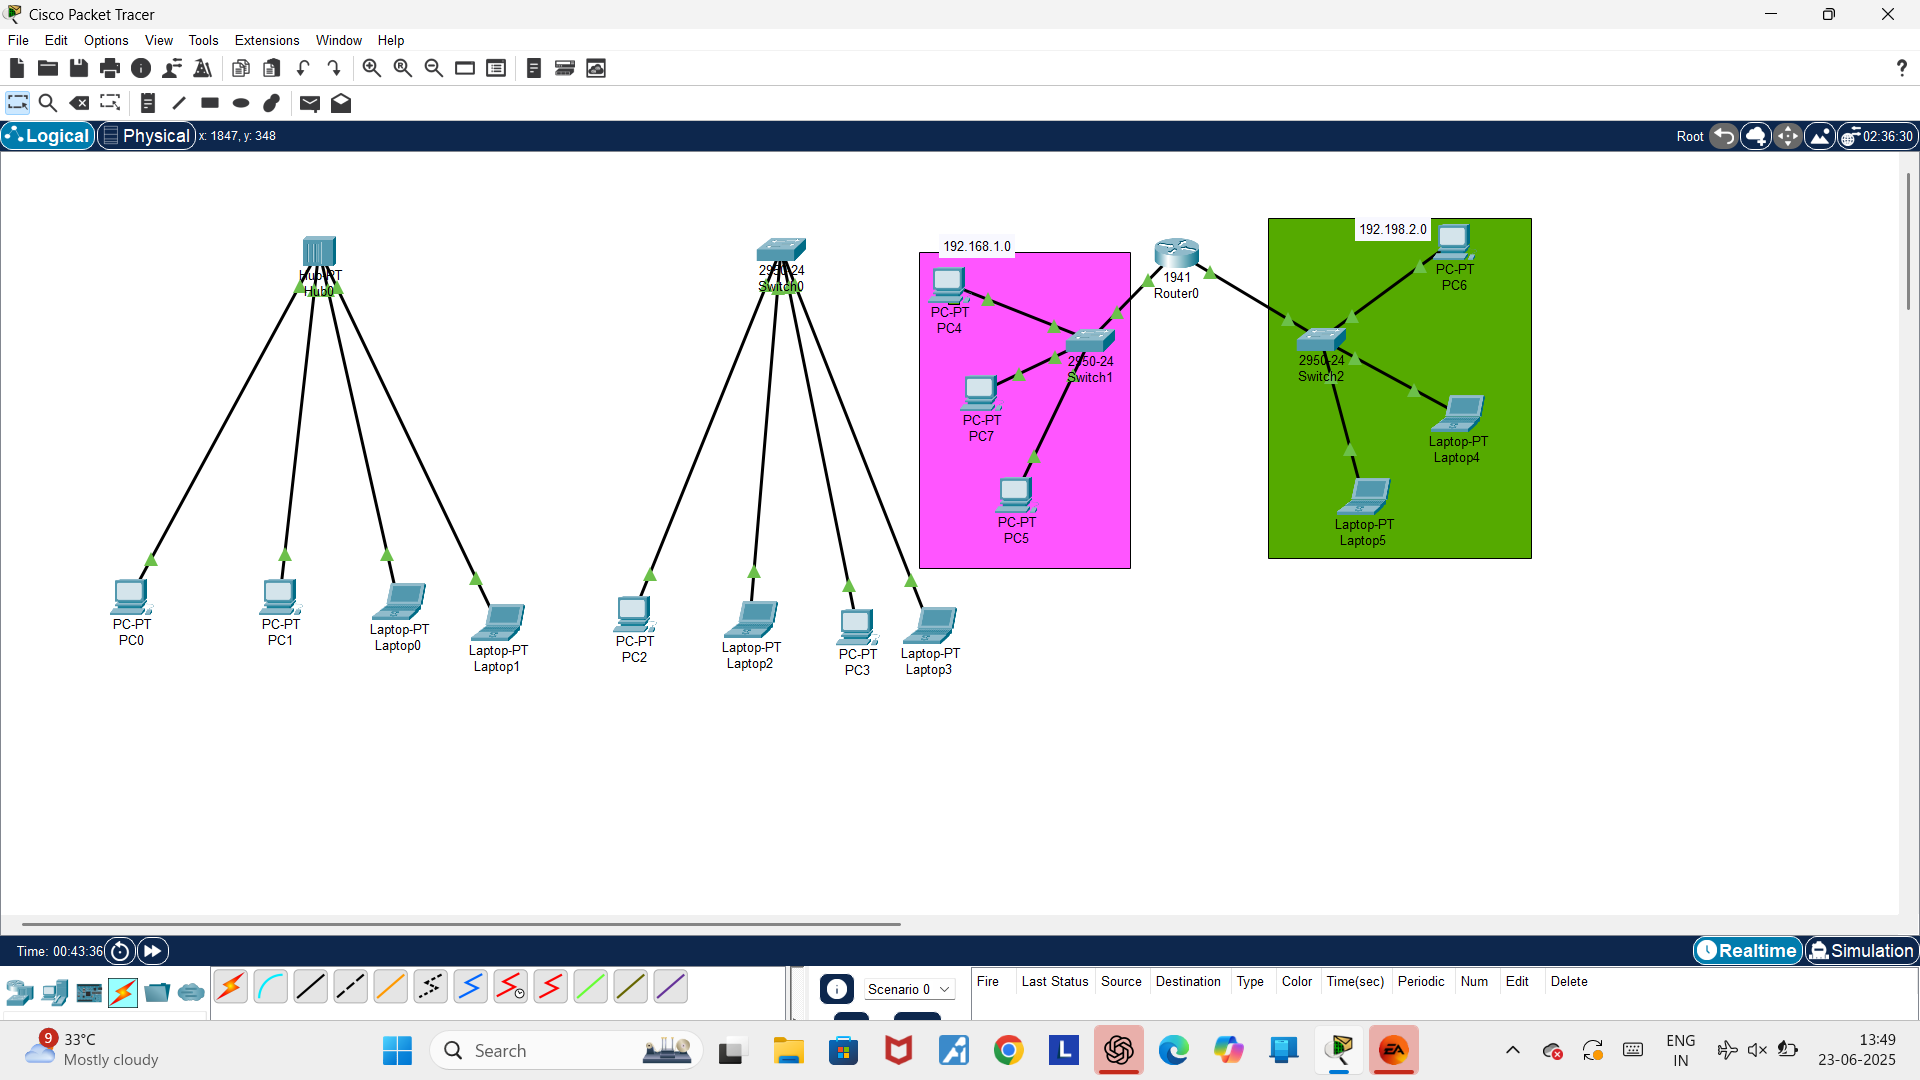 Cisco Packet Tracer
File Edit Options View Tools Extensions Window Help
?
Logical Physical x: 1847, y: 348 Root 02:36:30
192.198.2.0
192.168.1.0
PC-PT
PC6
Hub-PT
Hub0
2950-24
Switch0
1941
Router0
PC-PT
PC4
2950-24
Switch1
2950-24
Switch2
PC-PT
PC7
Laptop-PT
Laptop4
PC-PT
PC5
Laptop-PT
Laptop5
PC-PT
PC0
PC-PT
PC1
Laptop-PT
Laptop0
Laptop-PT
Laptop1
PC-PT
PC2
Laptop-PT
Laptop2
PC-PT
PC3
Laptop-PT
Laptop3
Time: 00:43:36 Realtime Simulation
Scenario 0
Fire Last Status Source Destination Type Color Time(sec) Periodic Num Edit Delete
9
33°C
Mostly cloudy
Search
L
EA
ENG
IN
13:49
23-06-2025